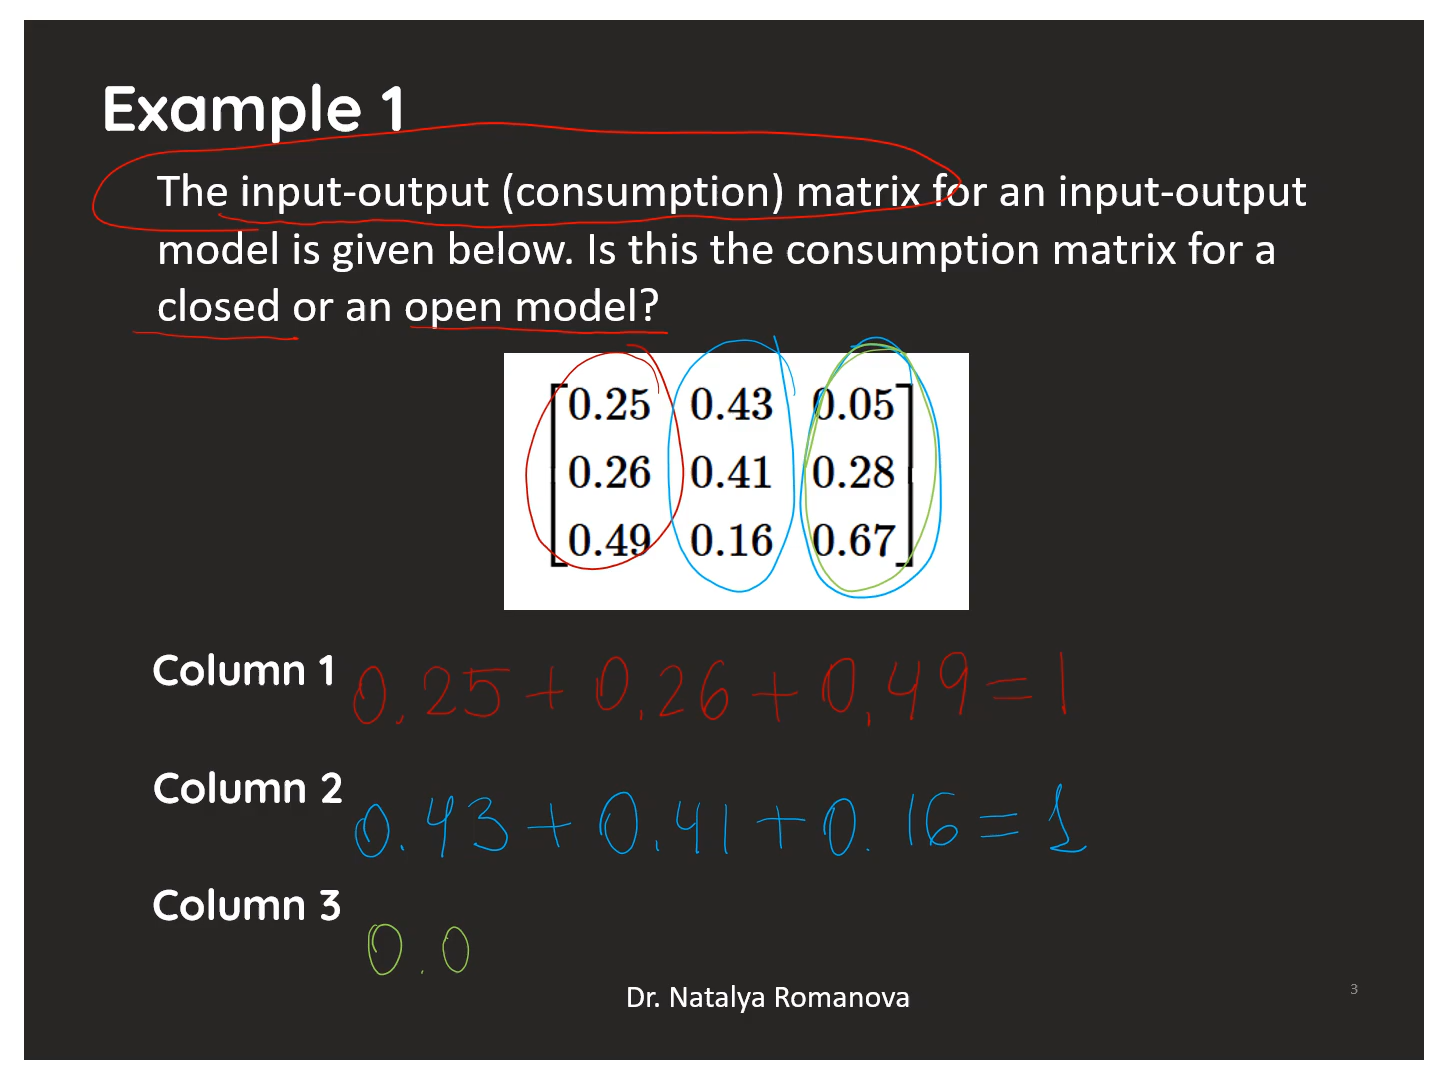 Example 1
The input-output (consumption) matrix for an input-output
model is given below. Is this the consumption matrix for a
closed or an open model?
0.25 0.43 0.05
0.26 0.41 0.28
0.49 0.16 0.67
Column 1 0.25 + 0.26 + 0.49 = 1
Column 2 0.43 + 0.41 + 0.16 = 1
Column 3
0.0
Dr. Natalya Romanova
3